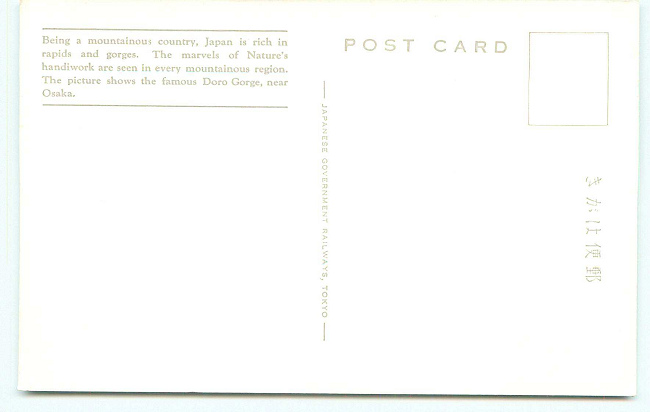 Being a mountainous country, Japan is rich in
rapids and gorges. The marvels of Nature's
handiwork are seen in every mountainous region.
The picture shows the famous Doro Gorge, near
Osaka.
POST CARD
JAPANESE GOVERNMENT RAILWAYS, TOKYO
きがは便郵